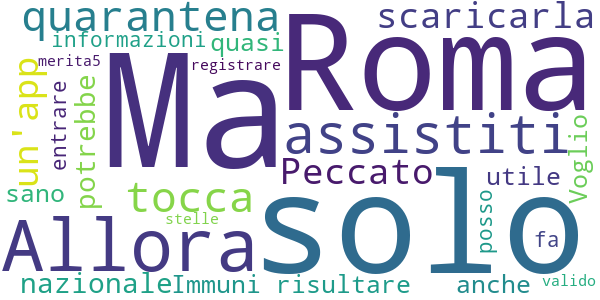 quarantena
scaricarla
informazioni
quasi
merita5
registrare
Ma
Roma
un'app
entrare
potrebbe
assistiti
Peccato
utile
Voglio
sano
tocca
solo
stelle
posso
Allora
fa
nazionale
Immuni
risultare
anche
valido